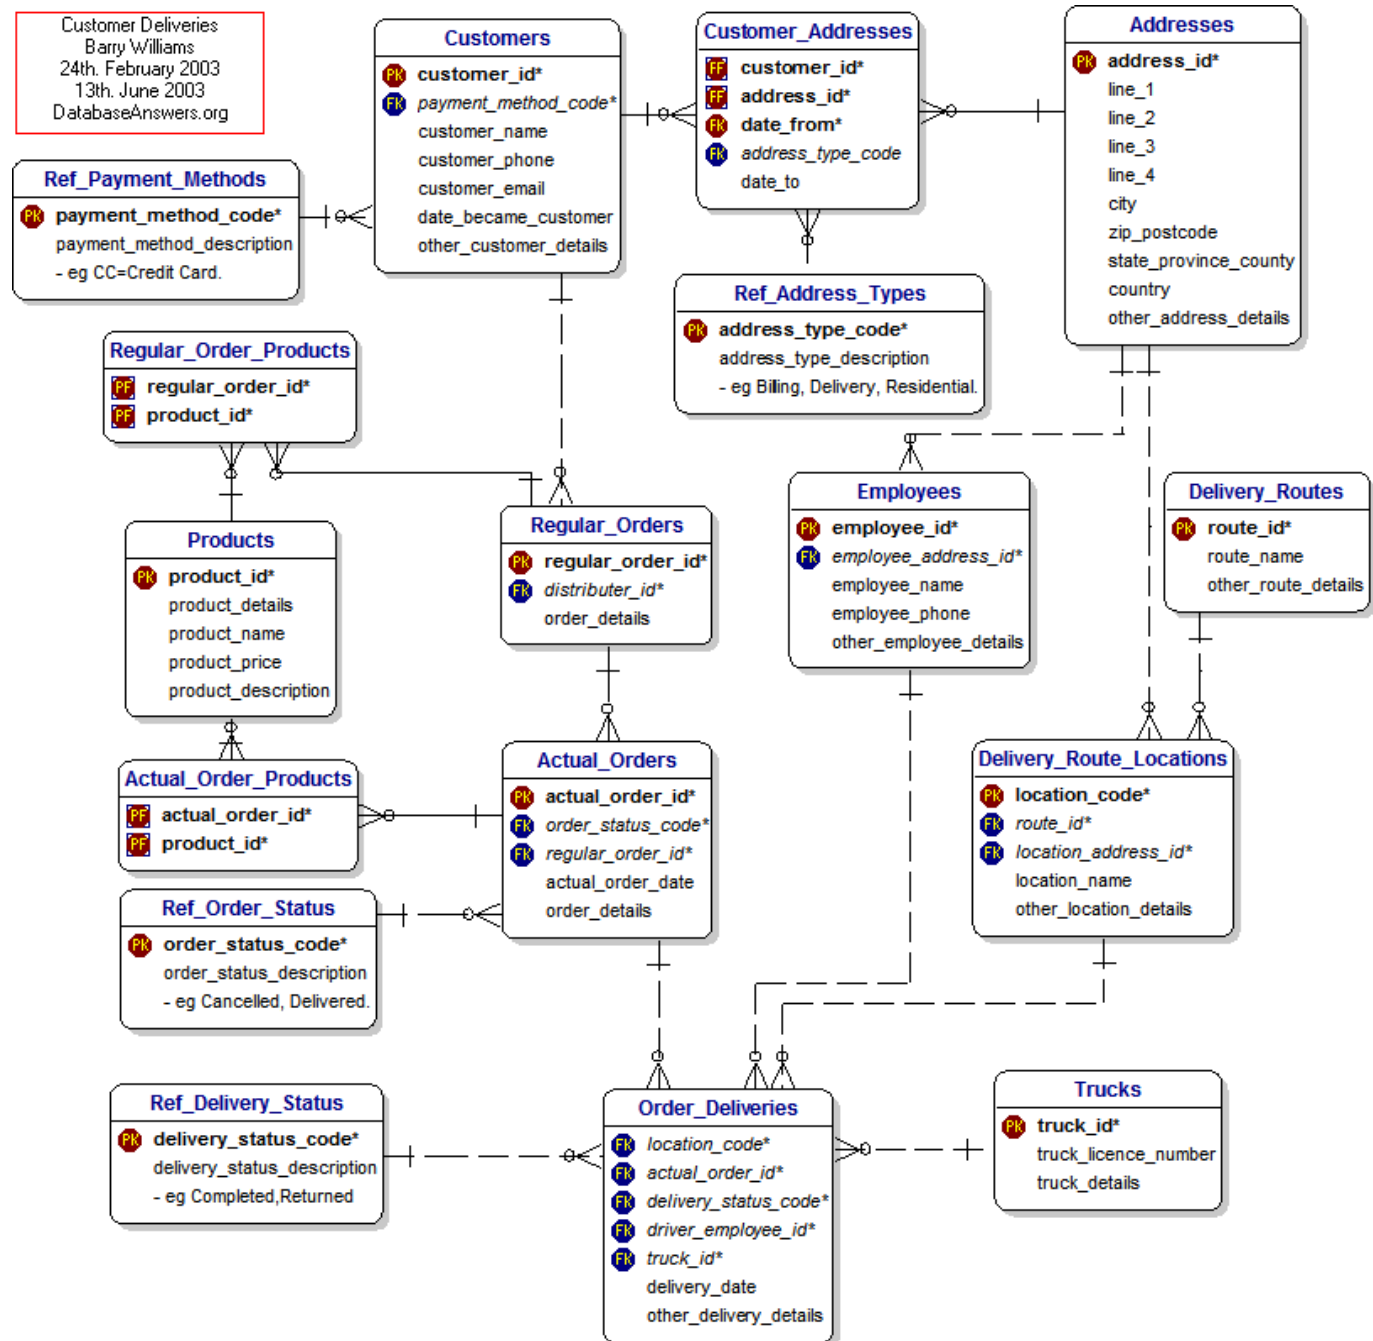 Customer Deliveries
Barry Williams
24th. February 2003
13th. June 2003
DatabaseAnswers.org
Customers
PK customer_id*
FK payment_method_code*
customer_name
customer_phone
customer_email
date_became_customer
other_customer_details
Customer_Addresses
FF customer_id*
FF address_id*
FK date_from*
FK address_type_code
date_to
Addresses
PK address_id*
line_1
line_2
line_3
line_4
city
zip_postcode
state_province_county
country
other_address_details
Ref_Payment_Methods
PK payment_method_code*
payment_method_description
- eg CC=Credit Card.
Ref_Address_Types
PK address_type_code*
address_type_description
- eg Billing, Delivery, Residential.
Regular_Order_Products
PF regular_order_id*
PF product_id*
Products
PK product_id*
product_details
product_name
product_price
product_description
Regular_Orders
PK regular_order_id*
FK distributer_id*
order_details
Employees
PK employee_id*
FK employee_address_id*
employee_name
employee_phone
other_employee_details
Delivery_Routes
PK route_id*
route_name
other_route_details
Actual_Order_Products
PF actual_order_id*
PF product_id*
Actual_Orders
PK actual_order_id*
FK order_status_code*
FK regular_order_id*
actual_order_date
order_details
Delivery_Route_Locations
PK location_code*
FK route_id*
FK location_address_id*
location_name
other_location_details
Ref_Order_Status
PK order_status_code*
order_status_description
- eg Cancelled, Delivered.
Ref_Delivery_Status
PK delivery_status_code*
delivery_status_description
- eg Completed,Returned
Order_Deliveries
FK location_code*
FK actual_order_id*
FK delivery_status_code*
FK driver_employee_id*
FK truck_id*
delivery_date
other_delivery_details
Trucks
PK truck_id*
truck_licence_number
truck_details